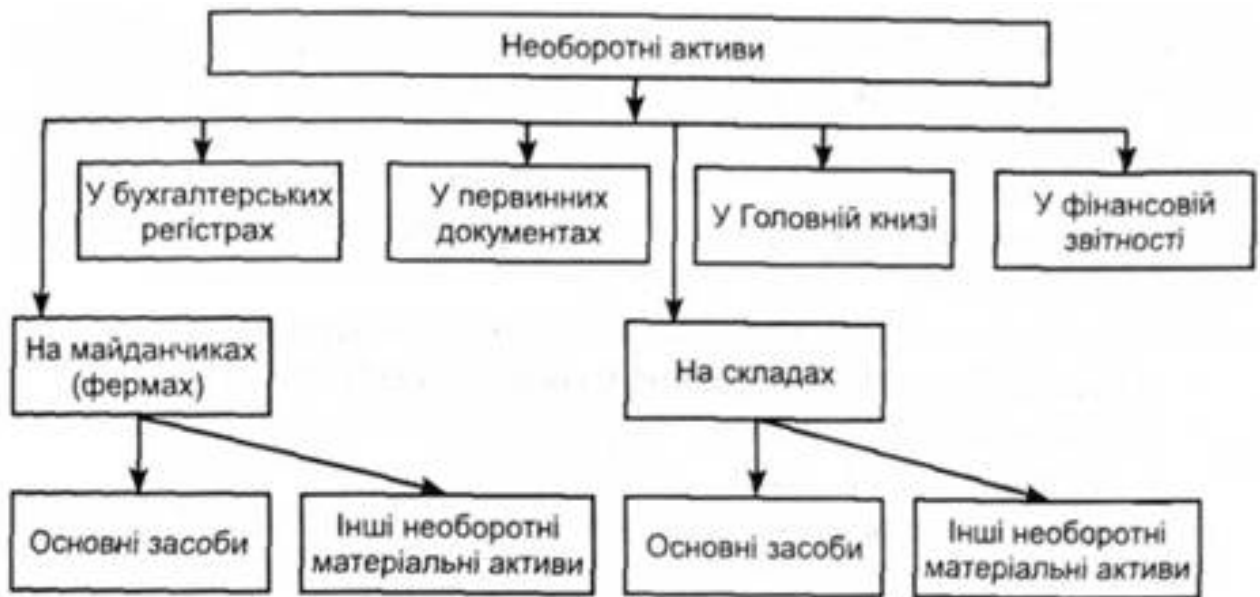 Необоротні активи
У бухгалтерських
регістрах
У первинних
документах
У Головній книзі
У фінансовій
звітності
На майданчиках
(фермах)
На складах
Основні засоби
Інші необоротні
матеріальні активи
Основні засоби
Інші необоротні
матеріальні активи